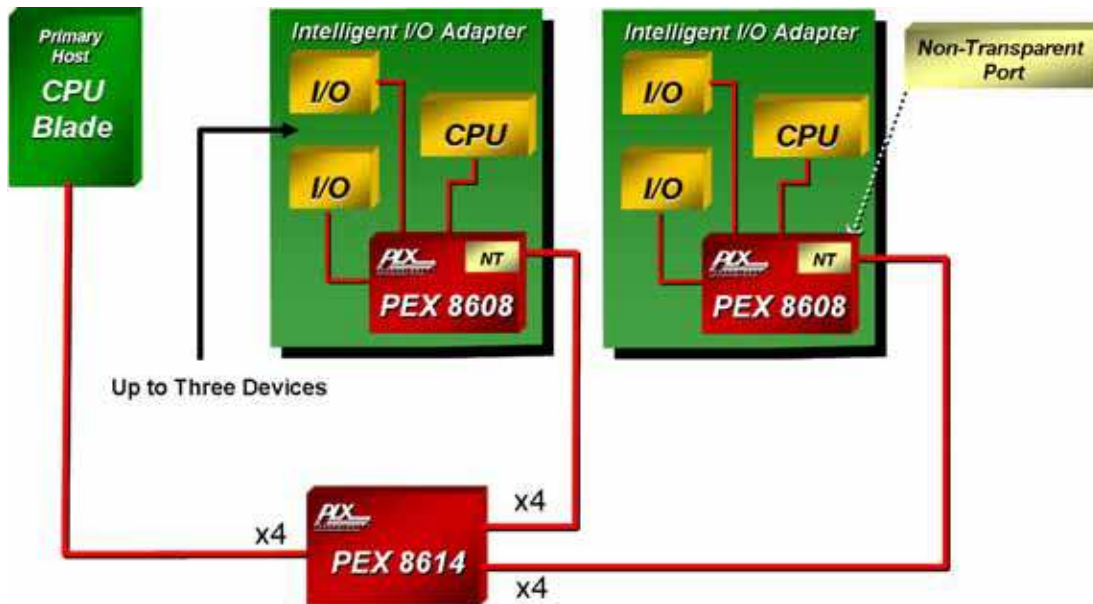 Primary
Host
CPU
Blade
Intelligent I/O Adapter
I/O
CPU
I/O
PLX
NT
PEX 8608
Intelligent I/O Adapter
I/O
CPU
I/O
PLX
NT
PEX 8608
Non-Transparent
Port
Up to Three Devices
x4
PLX
PEX 8614
x4
x4